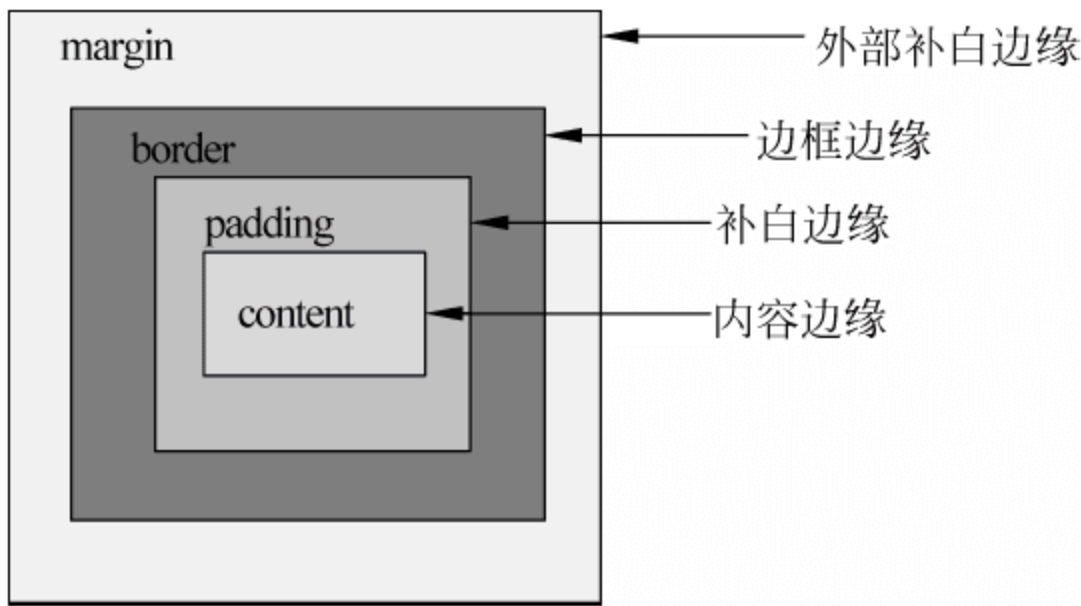 margin
外部补白边缘
border
边框边缘
padding
补白边缘
content
内容边缘